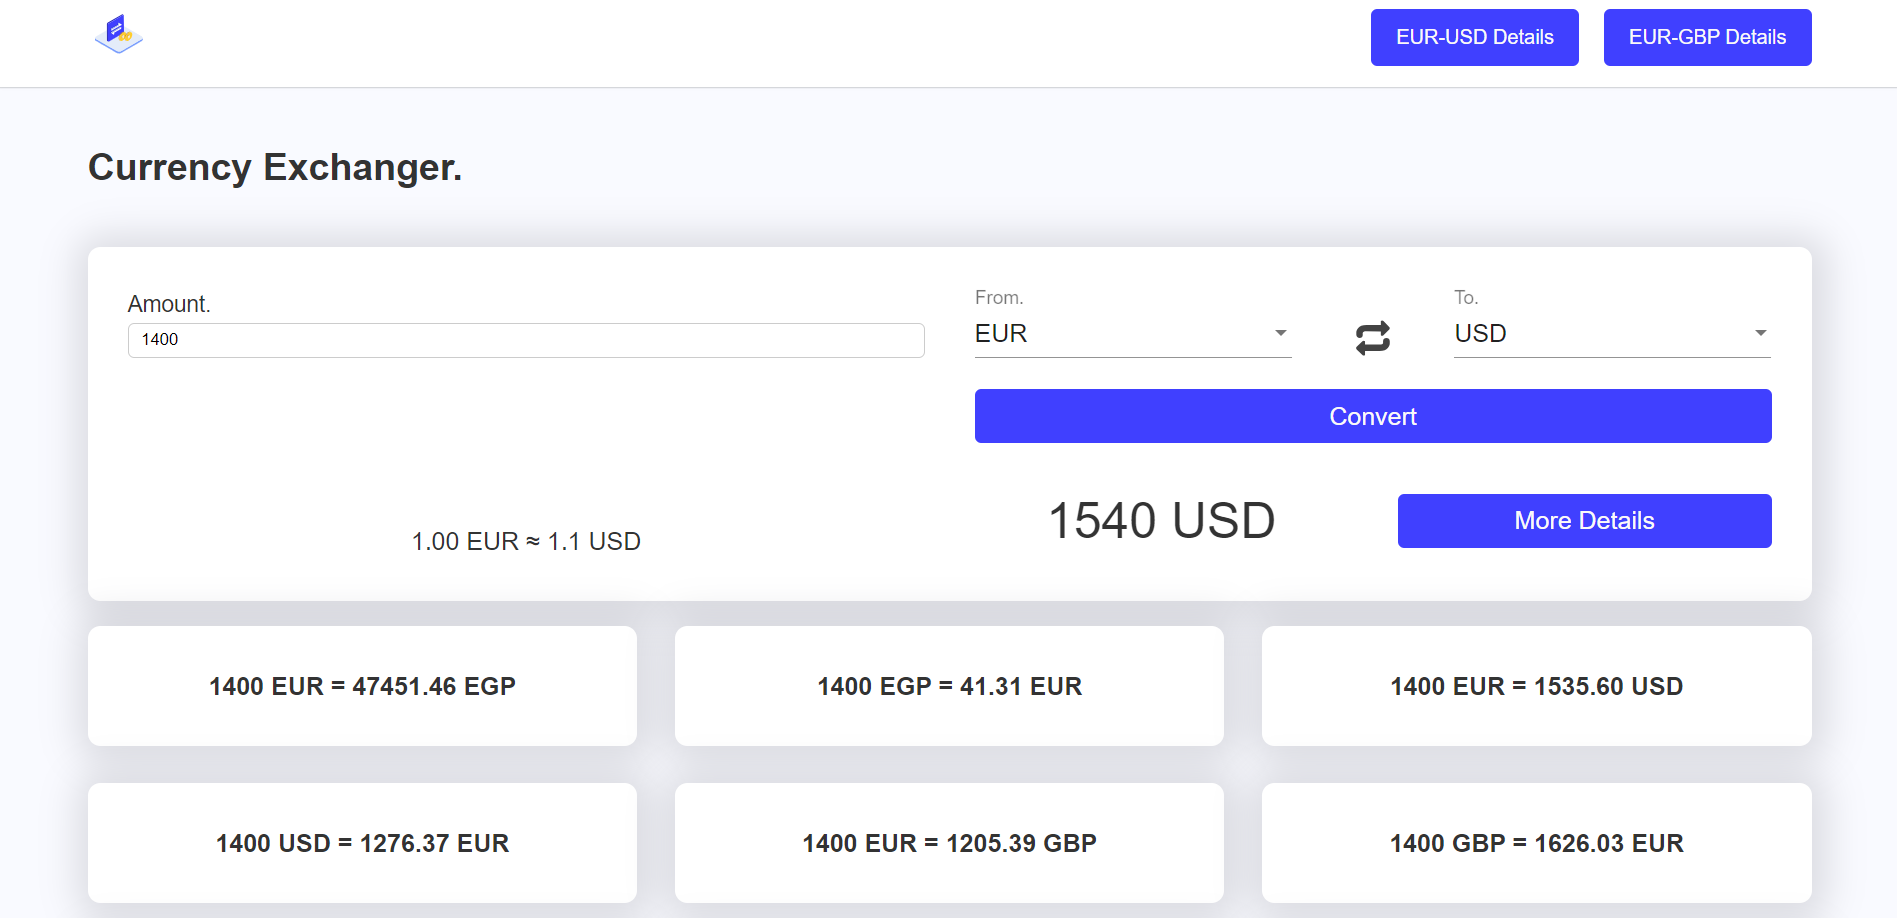 EUR-USD Details
EUR-GBP Details
Currency Exchanger.
Amount.
1400
From.
EUR
To.
USD
Convert
1.00 EUR ≈ 1.1 USD
1540 USD
More Details
1400 EUR = 47451.46 EGP
1400 EGP = 41.31 EUR
1400 EUR = 1535.60 USD
1400 USD = 1276.37 EUR
1400 EUR = 1205.39 GBP
1400 GBP = 1626.03 EUR